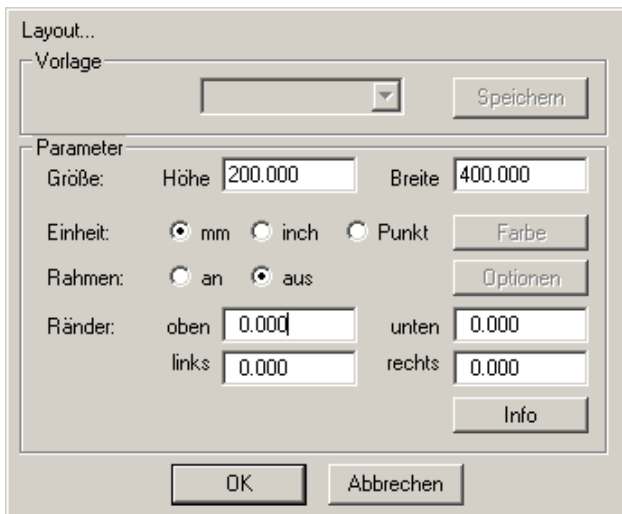 Layout...
Vorlage
Speichern
Parameter
Größe: Höhe 200.000 Breite 400.000
Einheit: mm inch Punkt Farbe
Rahmen: an aus Optionen
Ränder: oben 0.000 unten 0.000
links 0.000 rechts 0.000
Info
OK Abbrechen